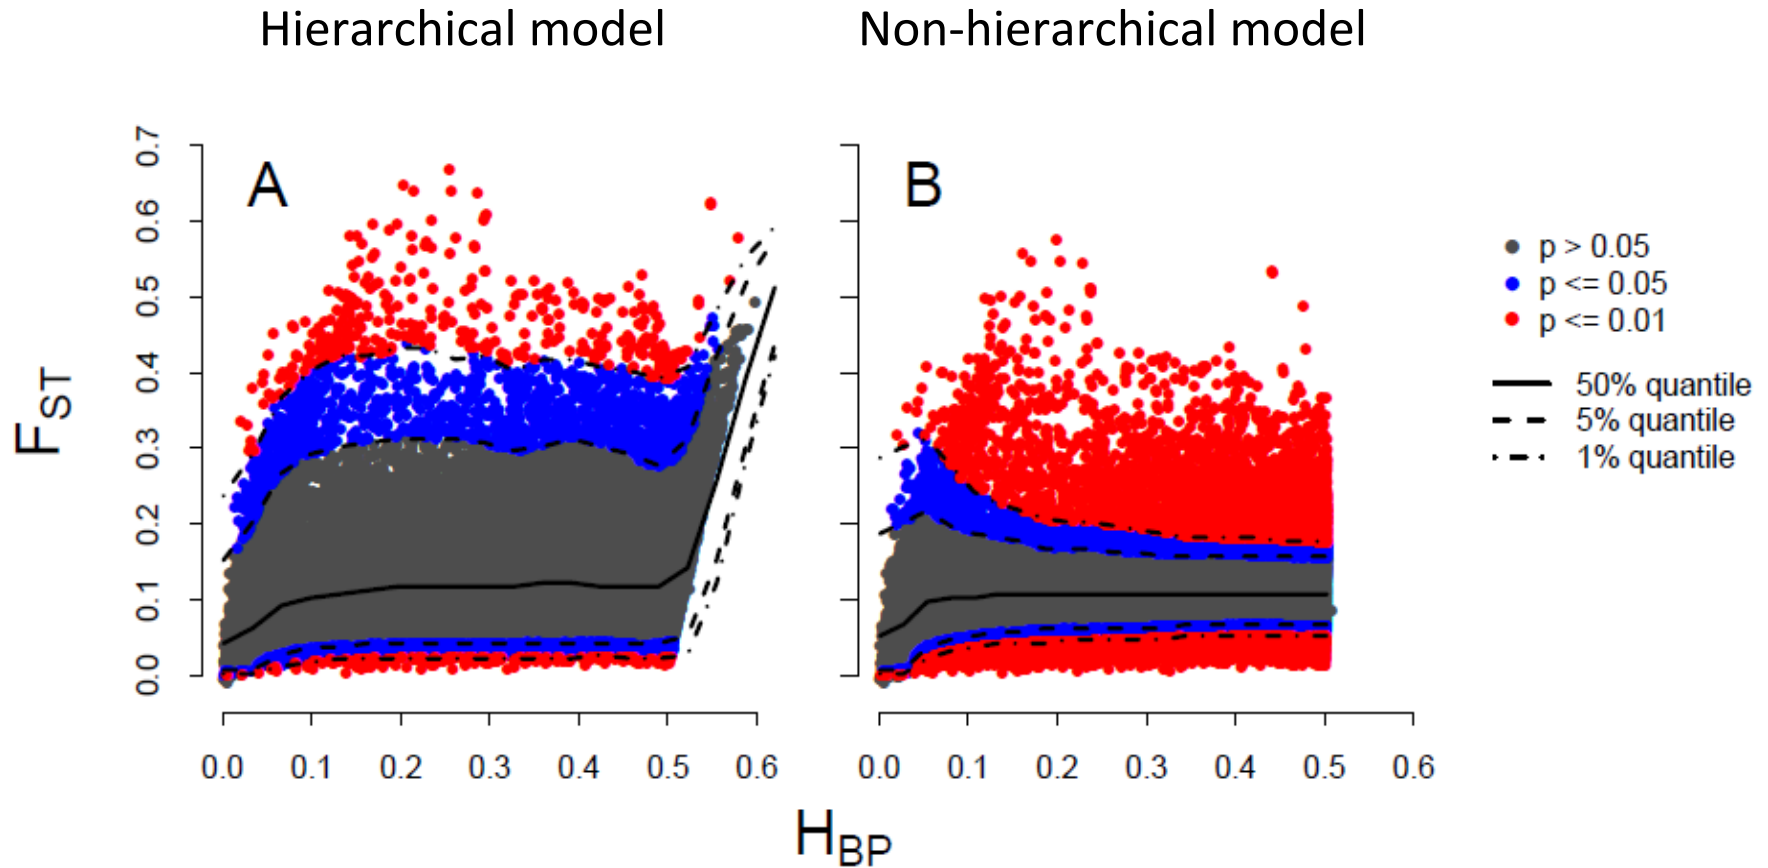 Hierarchical model
Non-hierarchical model
A
B
F_ST
0.7
0.6
0.5
0.4
0.3
0.2
0.1
0.0
p > 0.05
p <= 0.05
p <= 0.01
50% quantile
5% quantile
1% quantile
0.0 0.1 0.2 0.3 0.4 0.5 0.6
0.0 0.1 0.2 0.3 0.4 0.5 0.6
H_BP